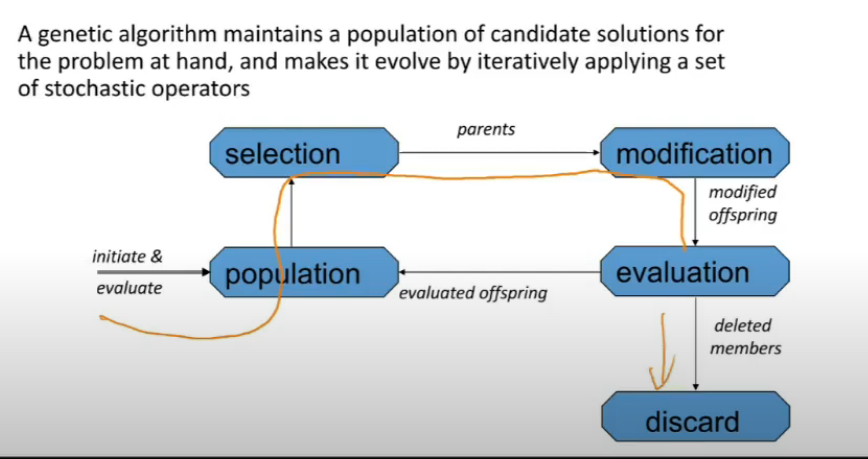 A genetic algorithm maintains a population of candidate solutions for
the problem at hand, and makes it evolve by iteratively applying a set
of stochastic operators
parents
selection
modification
modified
offspring
initiate &
evaluate
population
evaluated offspring
evaluation
deleted
members
discard